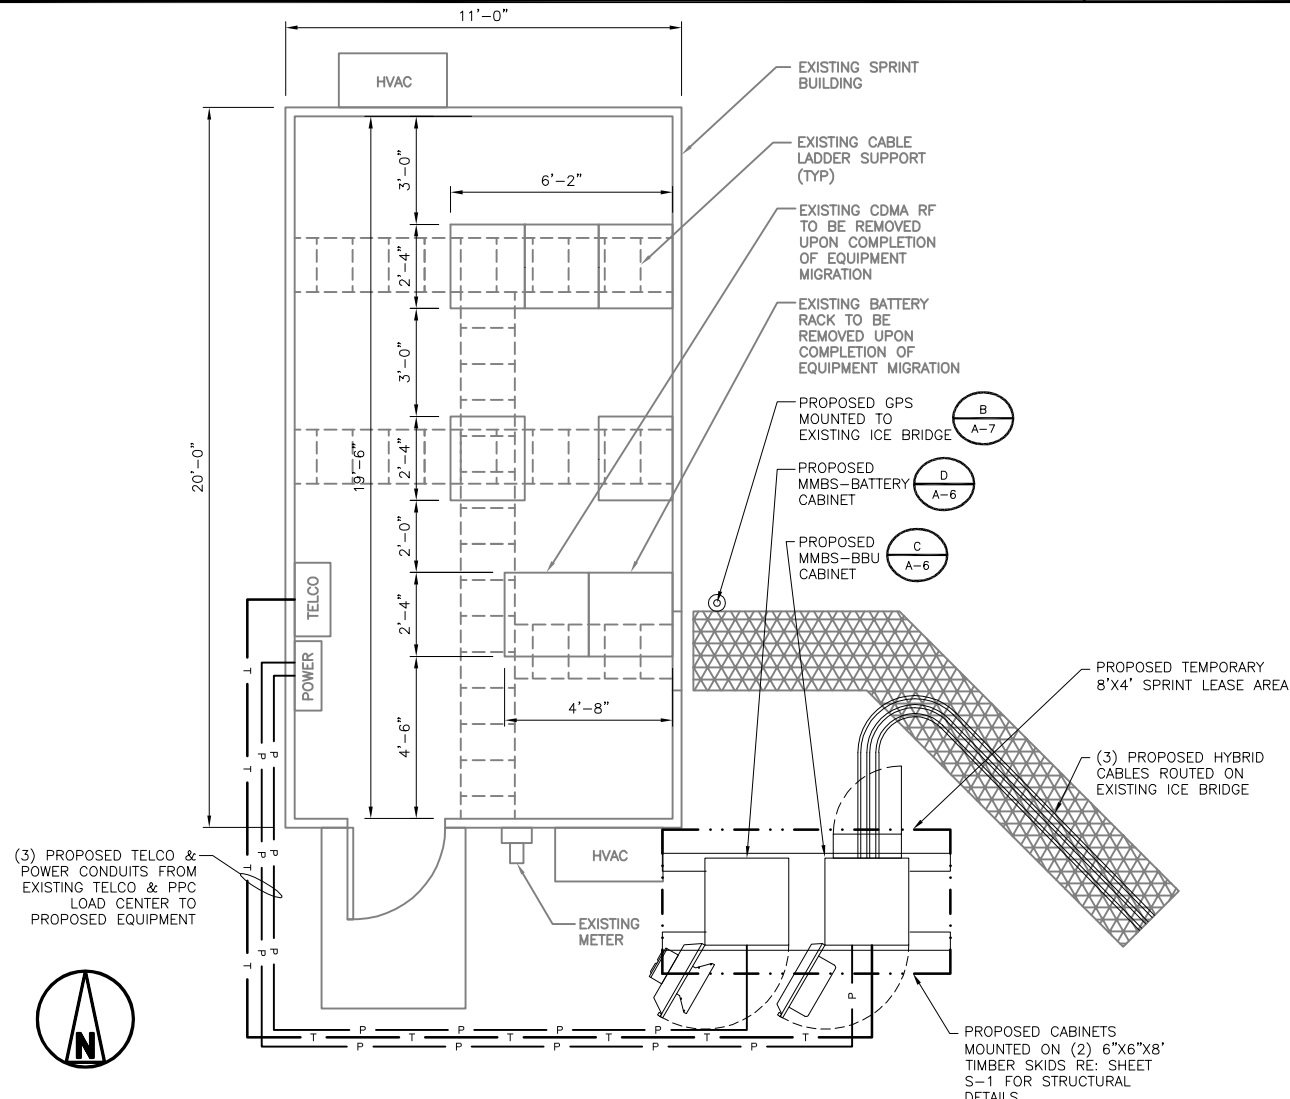 11'-0"
HVAC
EXISTING SPRINT
BUILDING
EXISTING CABLE
LADDER SUPPORT
(TYP)
3'-0"
6'-2"
EXISTING CDMA RF
TO BE REMOVED
UPON COMPLETION
OF EQUIPMENT
MIGRATION
2'-4"
EXISTING BATTERY
RACK TO BE
REMOVED UPON
COMPLETION OF
EQUIPMENT MIGRATION
3'-0"
PROPOSED GPS
MOUNTED TO
EXISTING ICE BRIDGE
B
A-7
20'-0"
19'-6"
2'-4"
PROPOSED
MMBS-BATTERY
CABINET
D
A-6
2'-0"
PROPOSED
MMBS-BBU
CABINET
C
A-6
TELCO
2'-4"
POWER
PROPOSED TEMPORARY
8'X4' SPRINT LEASE AREA
4'-8"
4'-6"
(3) PROPOSED HYBRID
CABLES ROUTED ON
EXISTING ICE BRIDGE
T
T
T
T
T
P
P
P
P
P
P
P
P
(3) PROPOSED TELCO &
POWER CONDUITS FROM
EXISTING TELCO & PPC
LOAD CENTER TO
PROPOSED EQUIPMENT
HVAC
EXISTING
METER
P
N
P P P P
T T T T T T
P P P P P
PROPOSED CABINETS
MOUNTED ON (2) 6"X6"X8'
TIMBER SKIDS RE: SHEET
S-1 FOR STRUCTURAL
DETAILS